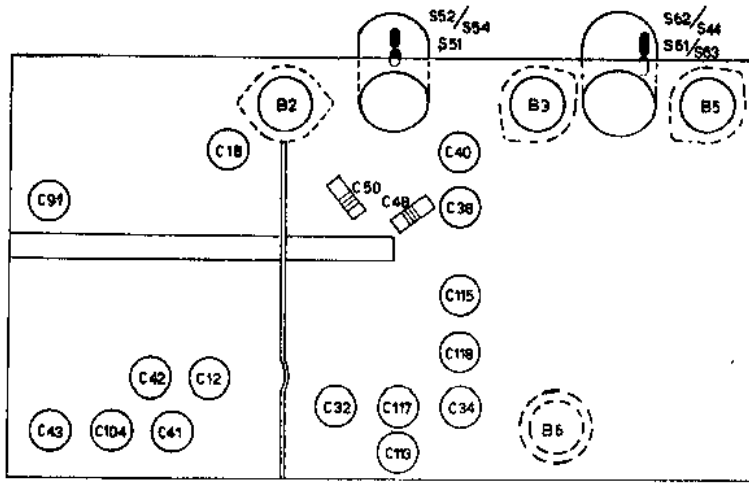 S52/S54
S51
S62/S44
S61/S63
B2
B3
B5
C18
C40
C91
C50
C48
C38
C115
C118
C42
C12
C32
C117
C34
C43
C104
C41
B6
C113